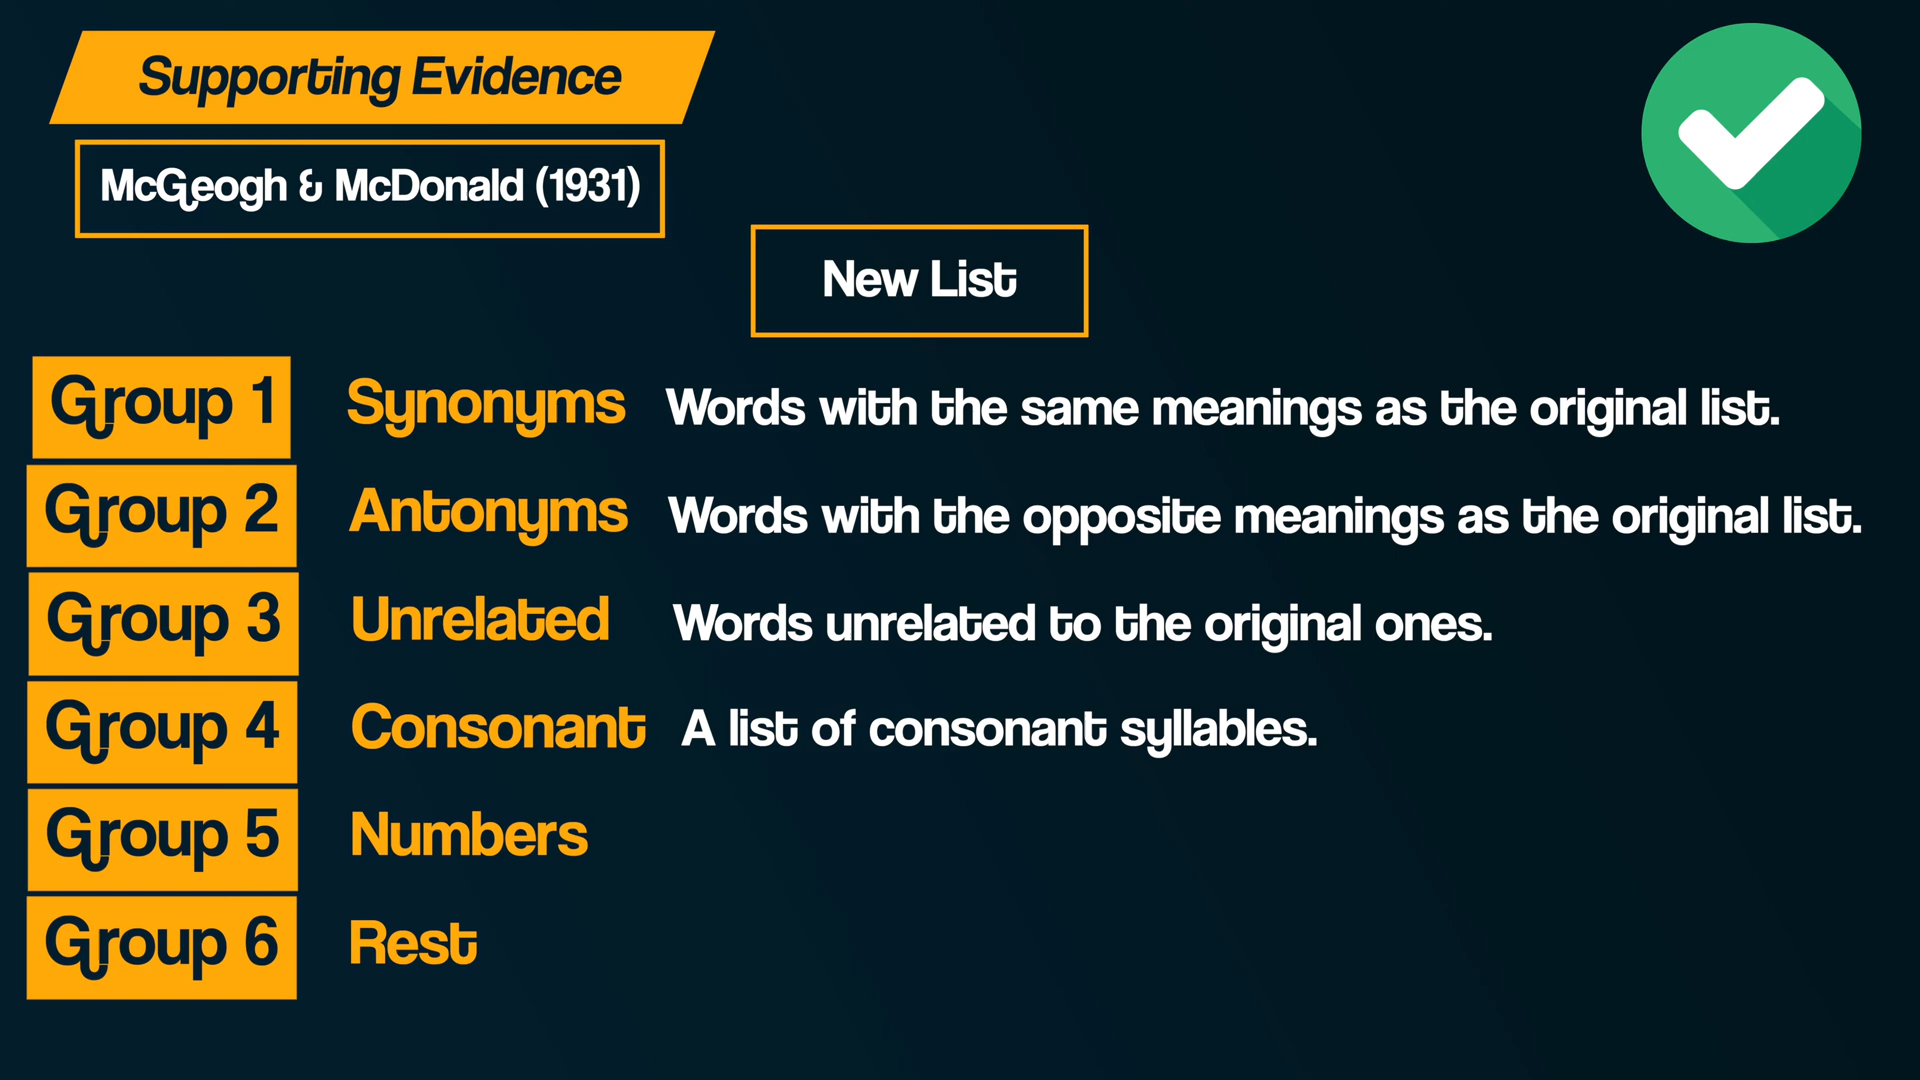 Supporting Evidence
McGeogh & McDonald (1931)
New List
Group 1 Synonyms Words with the same meanings as the original list.
Group 2 Antonyms Words with the opposite meanings as the original list.
Group 3 Unrelated Words unrelated to the original ones.
Group 4 Consonant A list of consonant syllables.
Group 5 Numbers
Group 6 Rest